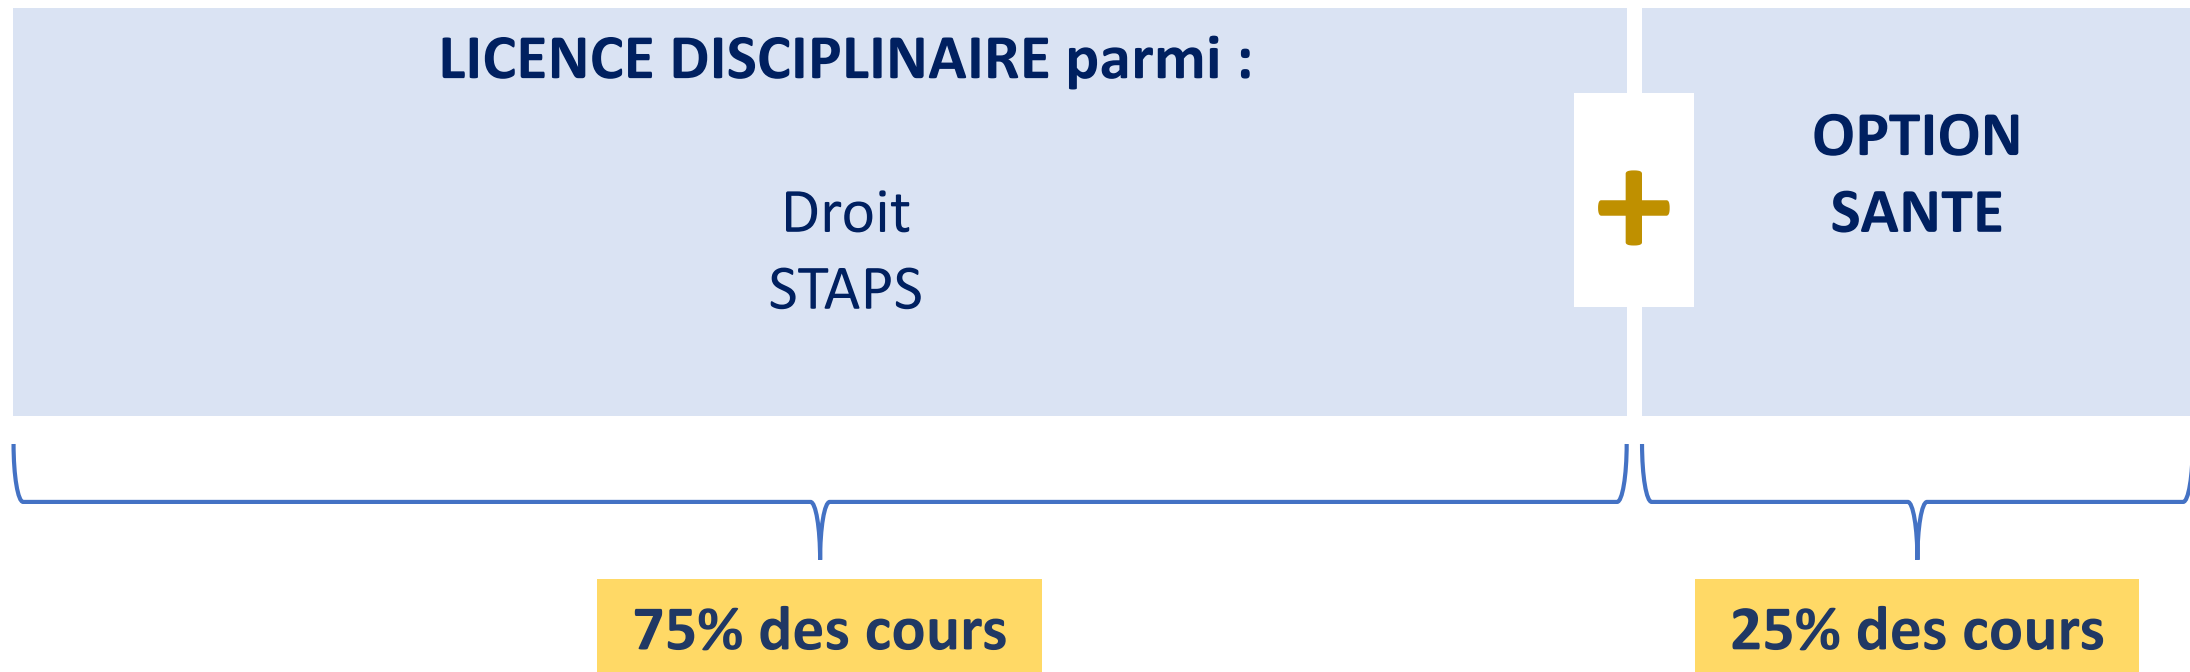 LICENCE DISCIPLINAIRE parmi :
Droit
STAPS
+
OPTION
SANTE
75% des cours
25% des cours